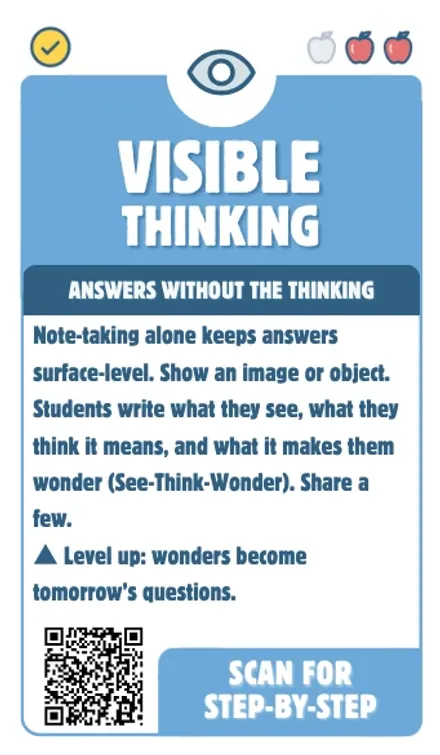 VISIBLE
THINKING
ANSWERS WITHOUT THE THINKING
Note-taking alone keeps answers
surface-level. Show an image or object.
Students write what they see, what they
think it means, and what it makes them
wonder (See-Think-Wonder). Share a
few.
▲ Level up: wonders become
tomorrow's questions.
SCAN FOR
STEP-BY-STEP